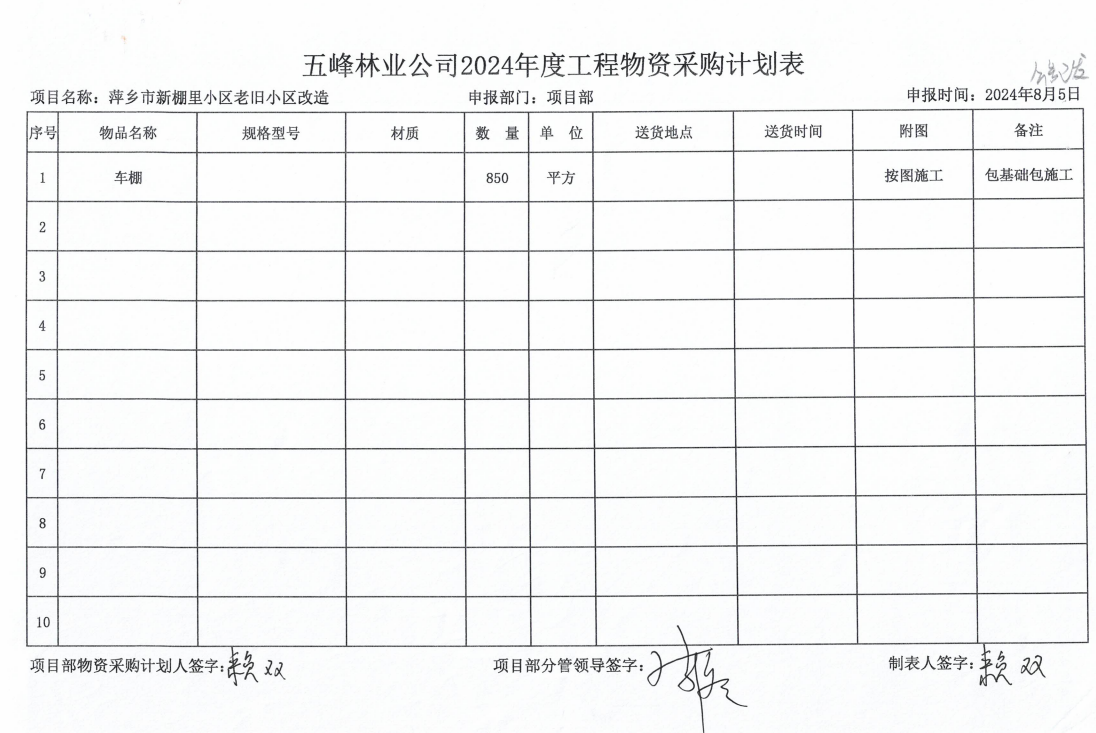 五峰林业公司2024年度工程物资采购计划表
项目名称：萍乡市新棚里小区老旧小区改造 申报部门：项目部 申报时间：2024年8月5日
序号 物品名称 规格型号 材质 数 量 单 位 送货地点 送货时间 附图 备注
1 车棚 850 平方 按图施工 包基础包施工
2
3
4
5
6
7
8
9
10
项目部物资采购计划人签字：赖双 项目部分管领导签字： 制表人签字：赖双